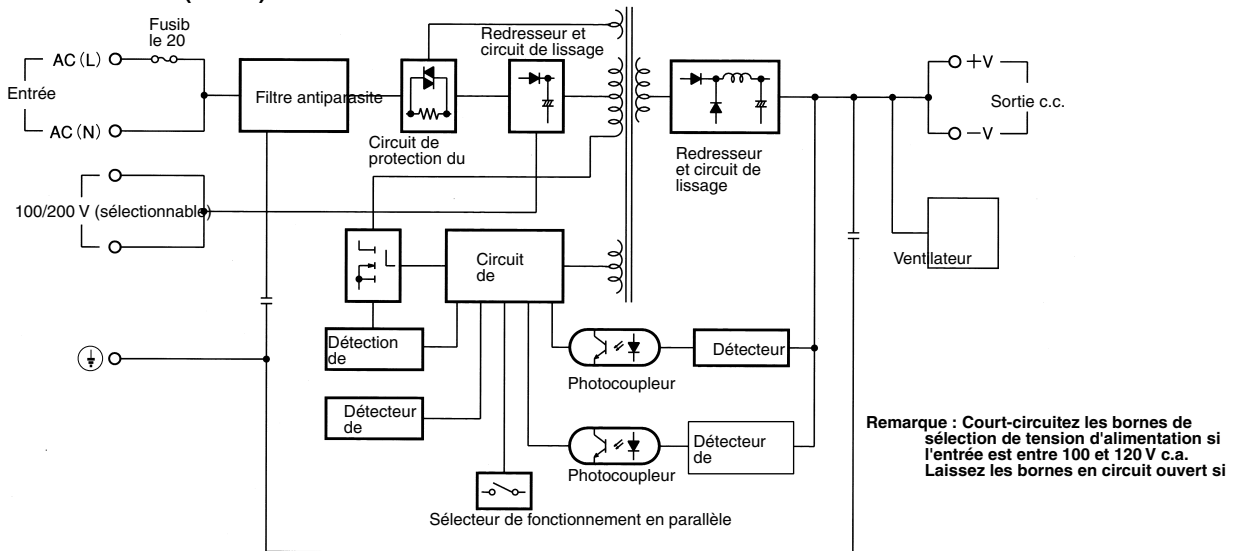 Fusib
le 20
AC (L)
Entrée
AC (N)
Filtre antiparasite
Circuit de
protection du
Redresseur et
circuit de lissage
Redresseur
et circuit de
lissage
+V
Sortie c.c.
−V
100/200 V (sélectionnable)
Circuit
de
Ventilateur
Détection
de
Photocoupleur
Détecteur
Détecteur
de
Photocoupleur
Détecteur
de
Sélecteur de fonctionnement en parallèle
Remarque : Court-circuitez les bornes de
sélection de tension d'alimentation si
l'entrée est entre 100 et 120 V c.a.
Laissez les bornes en circuit ouvert si